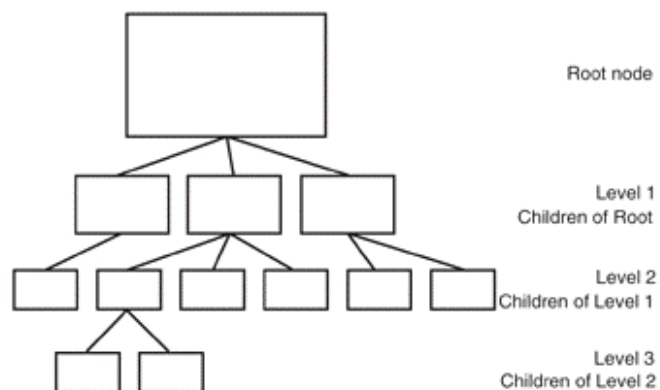 Root node
Level 1
Children of Root
Level 2
Children of Level 1
Level 3
Children of Level 2